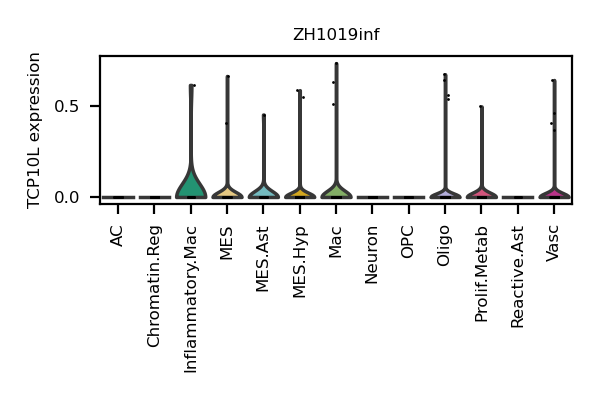 ZH1019inf
TCP10L expression
0.5
0.0
AC
Chromatin.Reg
Inflammatory.Mac
MES
MES.Ast
MES.Hyp
Mac
Neuron
OPC
Oligo
Prolif.Metab
Reactive.Ast
Vasc